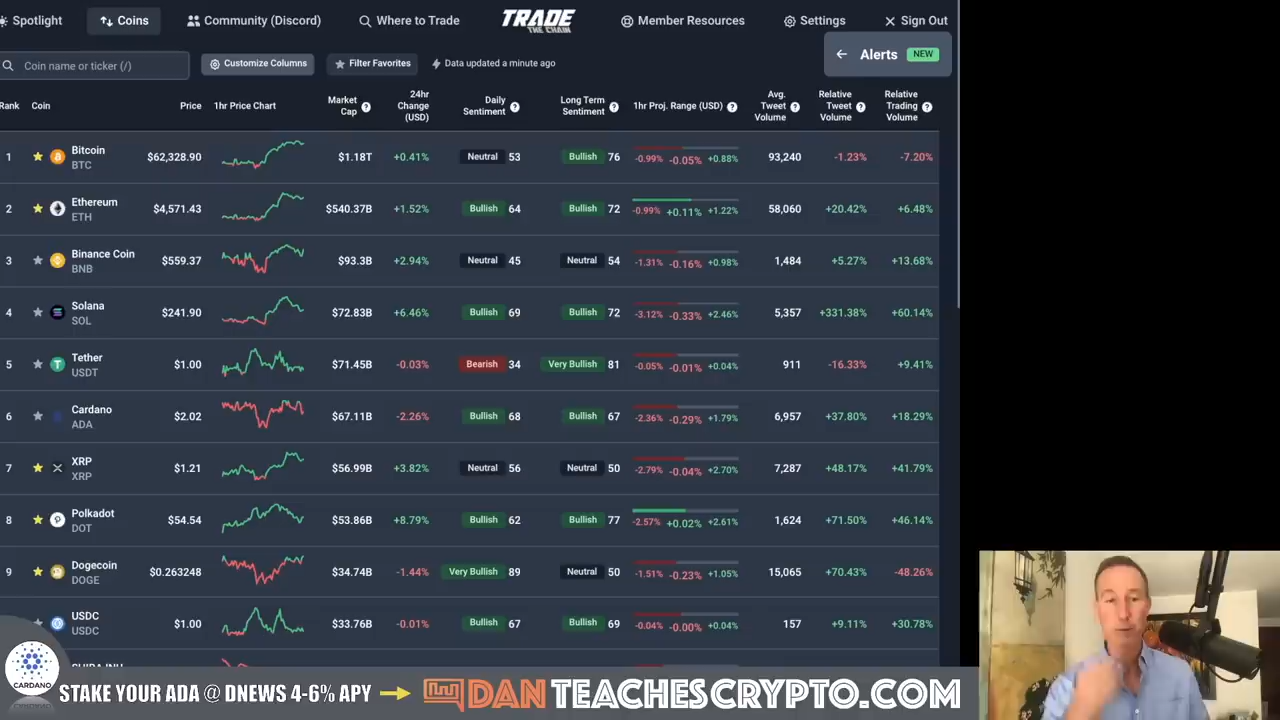 Spotlight
Coins
Community (Discord)
Where to Trade
TRADE
THE CHAIN
Member Resources
Settings
Sign Out
Alerts NEW
Coin name or ticker (/)
Customize Columns
Filter Favorites
Data updated a minute ago
Rank Coin Price 1hr Price Chart Market Cap ? 24hr Change (USD) Daily Sentiment ? Long Term Sentiment ? 1hr Proj. Range (USD) ? Avg. Tweet Volume ? Relative Tweet Volume ? Relative Trading Volume ?
1 Bitcoin BTC $62,328.90 $1.18T +0.41% Neutral 53 Bullish 76 -0.99% -0.05% +0.88% 93,240 -1.23% -7.20%
2 Ethereum ETH $4,571.43 $540.37B +1.52% Bullish 64 Bullish 72 -0.99% +0.11% +1.22% 58,060 +20.42% +6.48%
3 Binance Coin BNB $559.37 $93.3B +2.94% Neutral 45 Neutral 54 -1.31% -0.16% +0.98% 1,484 +5.27% +13.68%
4 Solana SOL $241.90 $72.83B +6.46% Bullish 69 Bullish 72 -3.12% -0.33% +2.46% 5,357 +331.38% +60.14%
5 Tether USDT $1.00 $71.45B -0.03% Bearish 34 Very Bullish 81 -0.05% -0.01% +0.04% 911 -16.33% +9.41%
6 Cardano ADA $2.02 $67.11B -2.26% Bullish 68 Bullish 67 -2.36% -0.29% +1.79% 6,957 +37.80% +18.29%
7 XRP XRP $1.21 $56.99B +3.82% Neutral 56 Neutral 50 -2.79% -0.04% +2.70% 7,287 +48.17% +41.79%
8 Polkadot DOT $54.54 $53.86B +8.79% Bullish 62 Bullish 77 -2.57% +0.02% +2.61% 1,624 +71.50% +46.14%
9 Dogecoin DOGE $0.263248 $34.74B -1.44% Very Bullish 89 Neutral 50 -1.51% -0.23% +1.05% 15,065 +70.43% -48.26%
USDC USDC $1.00 $33.76B -0.01% Bullish 67 Bullish 69 -0.04% -0.00% +0.04% 157 +9.11% +30.78%
CARDANO
STAKE YOUR ADA @ DNEWS 4-6% APY
DANTEACHESCRYPTO.COM